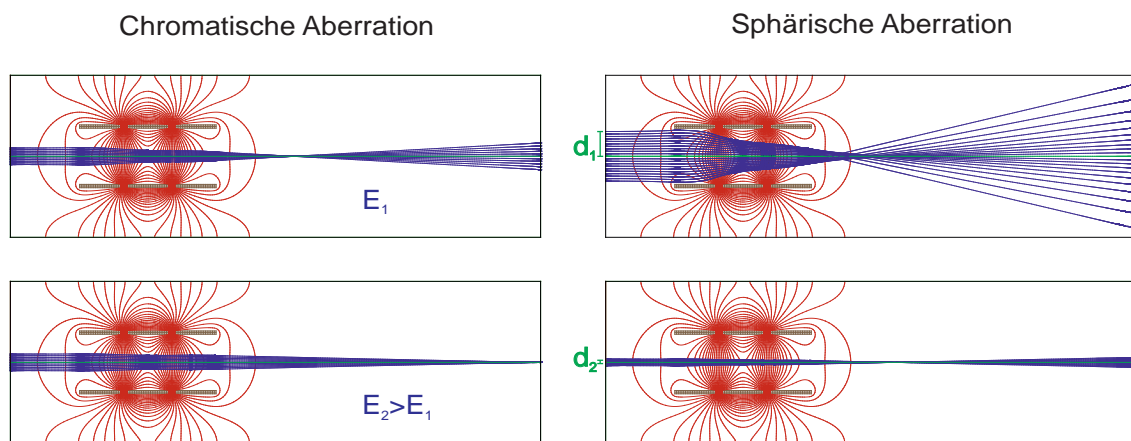 Chromatische Aberration
Sphärische Aberration
E₁
d₁
E₂>E₁
d₂